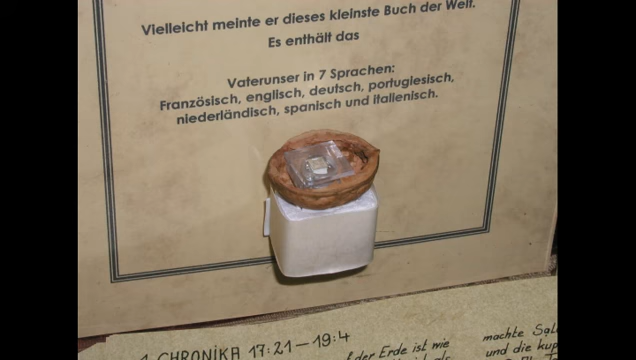 Vielleicht meinte er dieses kleinste Buch der Welt.
Es enthält das
Vaterunser in 7 Sprachen:
Französisch, englisch, deutsch, portugiesisch,
niederländisch, spanisch und italienisch.
1. CHRONIKA 17:21-19:4
der Erde ist wie
machte Sal
und die kup